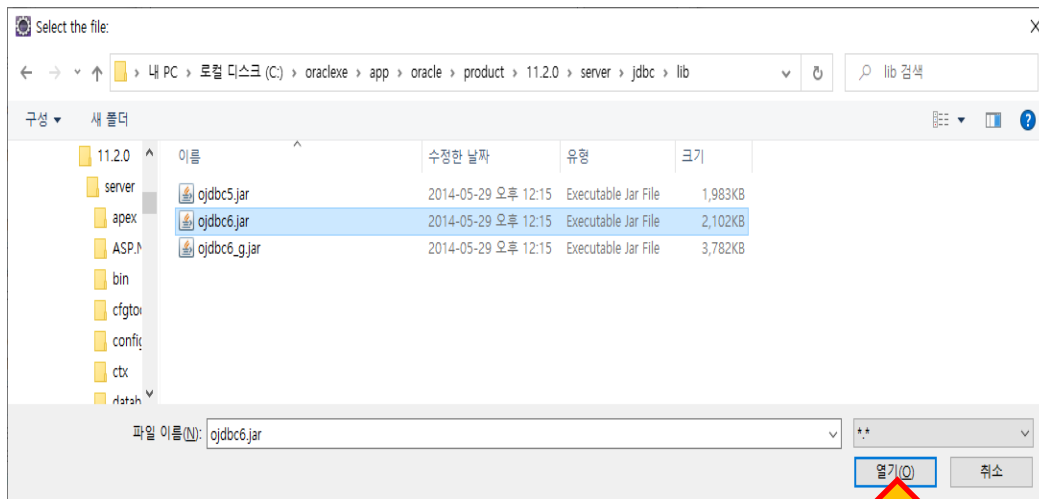 Select the file:
내 PC > 로컬 디스크 (C:) > oraclexe > app > oracle > product > 11.2.0 > server > jdbc > lib
lib 검색
구성 새 폴더
11.2.0
server
apex
bin
ctx
이름 수정한 날짜 유형 크기
ojdbc5.jar 2014-05-29 오후 12:15 Executable Jar File 1,983KB
ojdbc6.jar 2014-05-29 오후 12:15 Executable Jar File 2,102KB
ojdbc6_g.jar 2014-05-29 오후 12:15 Executable Jar File 3,782KB
파일 이름(N): ojdbc6.jar
*.*
열기(O) 취소